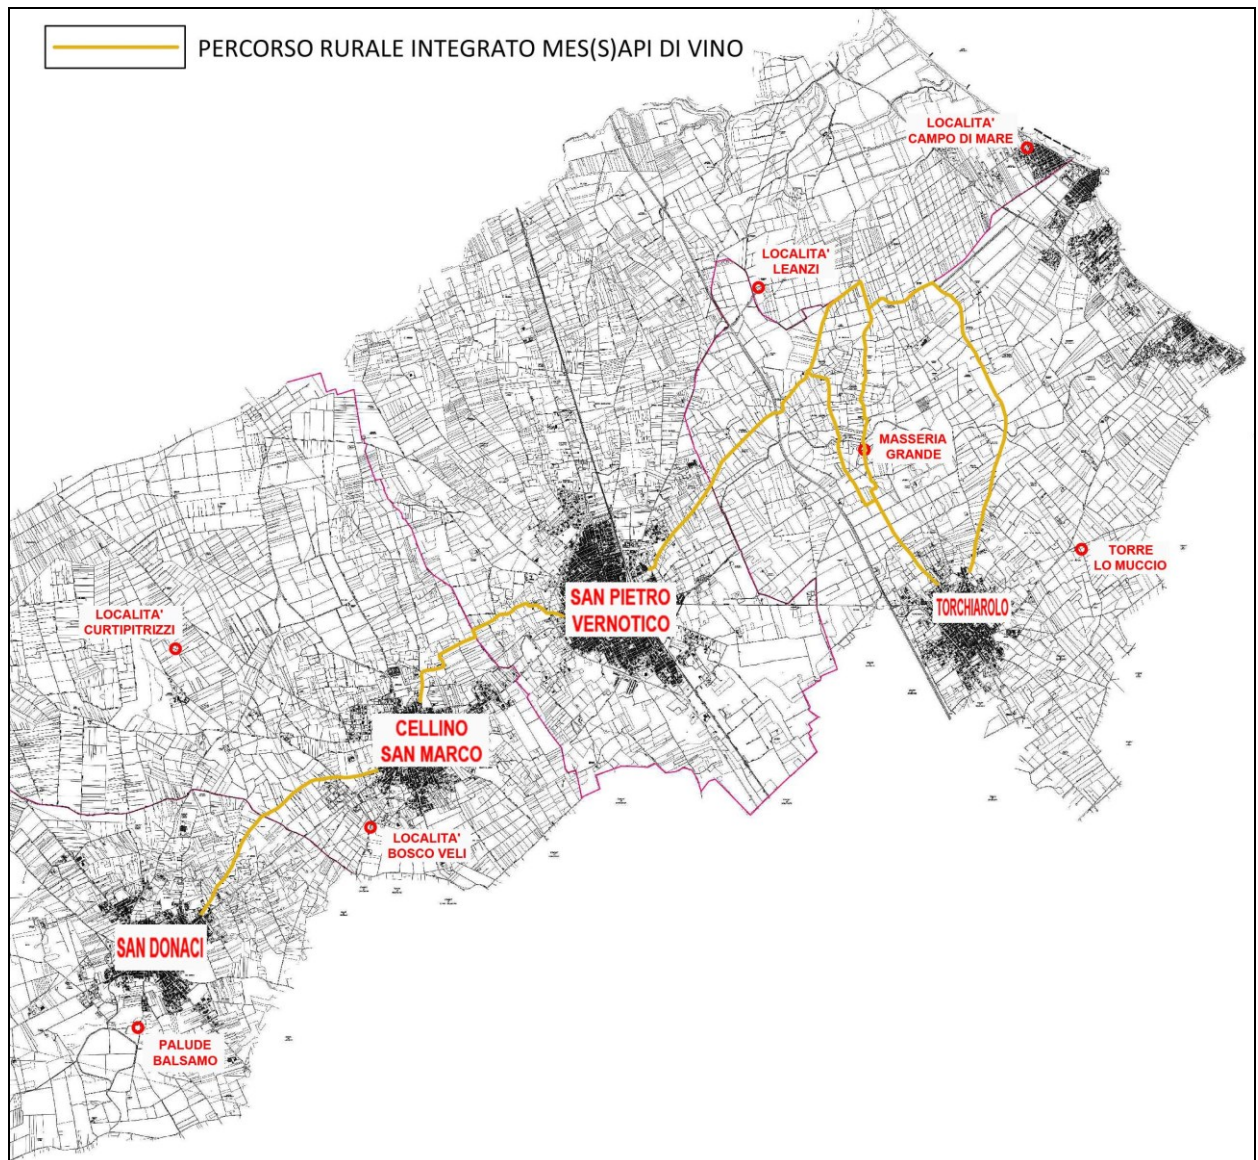 PERCORSO RURALE INTEGRATO MES(S)API DI VINO
LOCALITA'
CAMPO DI MARE
LOCALITA'
LEANZI
MASSERIA
GRANDE
TORRE
LO MUCCIO
SAN PIETRO
VERNOTICO
TORCHIAROLO
LOCALITA'
CURTIPITRIZZI
CELLINO
SAN MARCO
LOCALITA'
BOSCO VELI
SAN DONACI
PALUDE
BALSAMO